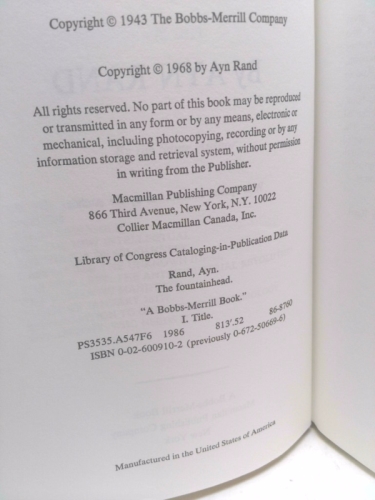 Copyright © 1943 The Bobbs-Merrill Company
Copyright © 1968 by Ayn Rand
All rights reserved. No part of this book may be reproduced
or transmitted in any form or by any means, electronic or
mechanical, including photocopying, recording or by any
information storage and retrieval system, without permission
in writing from the Publisher.
Macmillan Publishing Company
866 Third Avenue, New York, N.Y. 10022
Collier Macmillan Canada, Inc.
Library of Congress Cataloging-in-Publication Data
Rand, Ayn.
The fountainhead.
"A Bobbs-Merrill Book."
I. Title.
PS3535.A547F6 1986 813'.52 86-8760
ISBN 0-02-600910-2 (previously 0-672-50669-6)
Manufactured in the United States of America